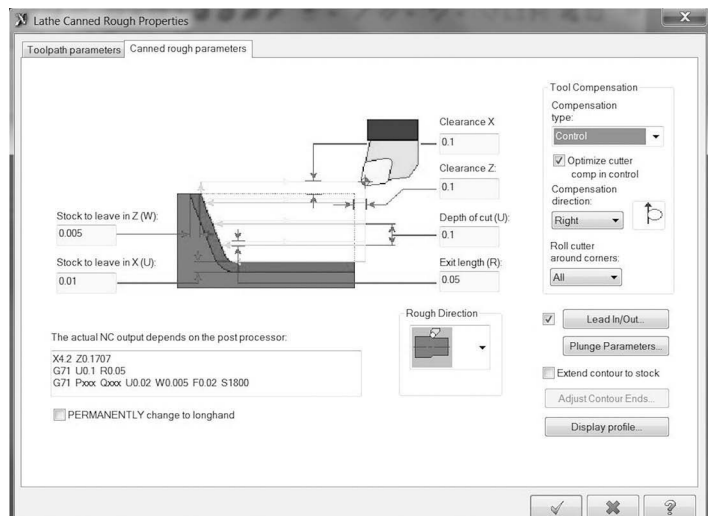 Lathe Canned Rough Properties
Toolpath parameters
Canned rough parameters
Clearance X
0.1
Clearance Z:
0.1
Stock to leave in Z (W):
0.005
Depth of cut (U):
0.1
Stock to leave in X (U):
0.01
Exit length (R):
0.05
Rough Direction
The actual NC output depends on the post processor:
X4.2 Z0.1707
G71 U0.1 R0.05
G71 Pxxx Qxxx U0.02 W0.005 F0.02 S1800
PERMANENTLY change to longhand
Tool Compensation
Compensation
type:
Control
Optimize cutter
comp in control
Compensation
direction:
Right
Roll cutter
around corners:
All
Lead In/Out...
Plunge Parameters...
Extend contour to stock
Adjust Contour Ends...
Display profile...